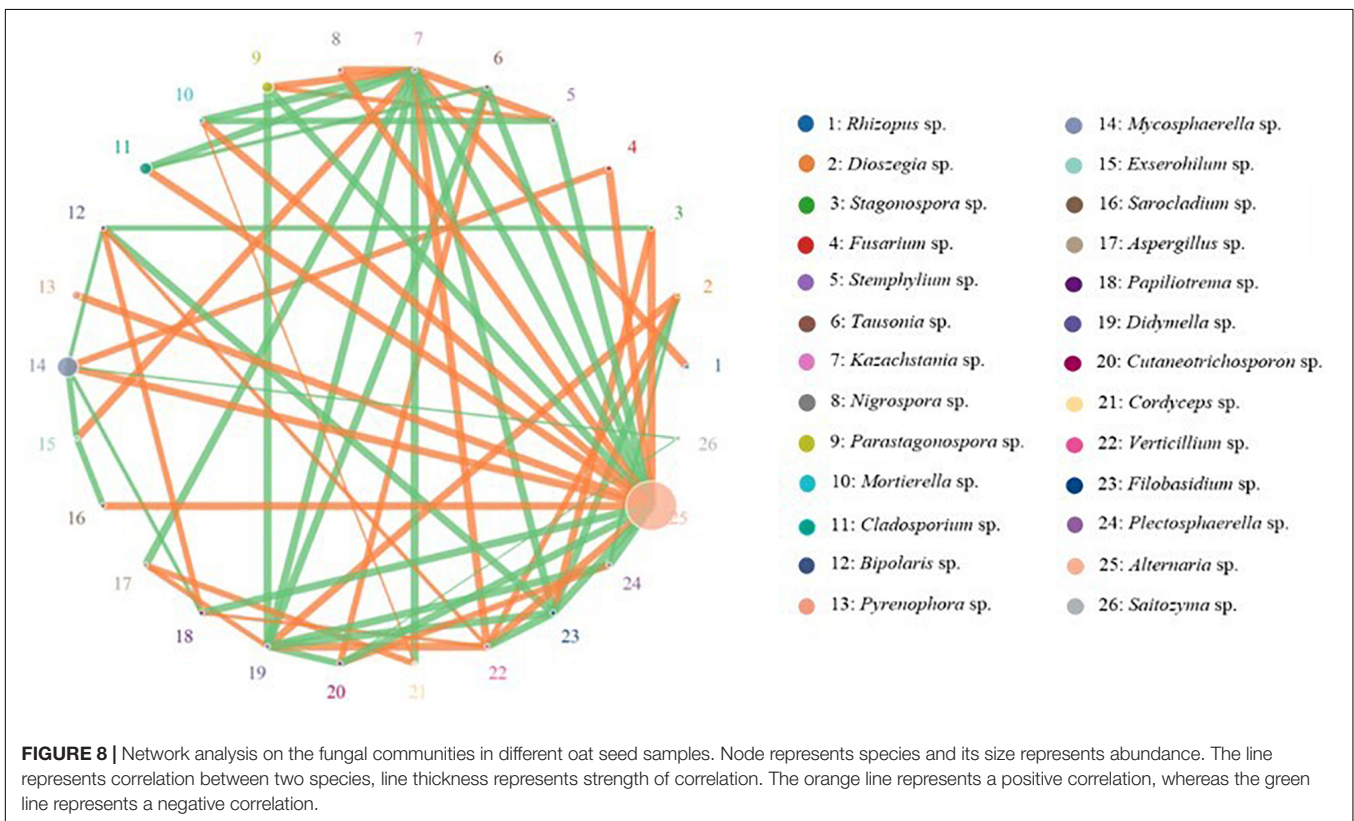 8
7
9
6
10
5
11
4
12
3
13
2
14
1
15
26
16
25
17
24
18
23
19
22
20
21
1: Rhizopus sp.
2: Dioszegia sp.
3: Stagonospora sp.
4: Fusarium sp.
5: Stemphylium sp.
6: Tausonia sp.
7: Kazachstania sp.
8: Nigrospora sp.
9: Parastagonospora sp.
10: Mortierella sp.
11: Cladosporium sp.
12: Bipolaris sp.
13: Pyrenophora sp.
14: Mycosphaerella sp.
15: Exserohilum sp.
16: Sarocladium sp.
17: Aspergillus sp.
18: Papiliotrema sp.
19: Didymella sp.
20: Cutaneotrichosporon sp.
21: Cordyceps sp.
22: Verticillium sp.
23: Filobasidium sp.
24: Plectosphaerella sp.
25: Alternaria sp.
26: Saitozyma sp.
FIGURE 8 | Network analysis on the fungal communities in different oat seed samples. Node represents species and its size represents abundance. The line
represents correlation between two species, line thickness represents strength of correlation. The orange line represents a positive correlation, whereas the green
line represents a negative correlation.